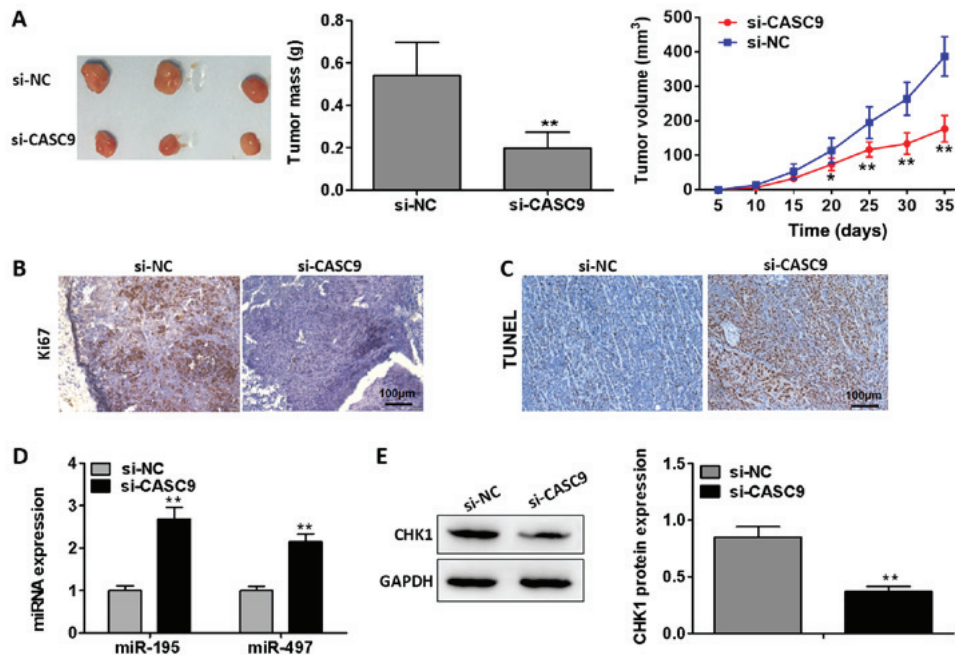 A
si-NC
si-CASC9
Tumor mass (g)
0.8
0.6
0.4
0.2
0.0
**
si-NC
si-CASC9
Tumor volume (mm3)
500
400
300
200
100
0
si-CASC9
si-NC
*
**
**
**
5 10 15 20 25 30 35
Time (days)
B
si-NC
si-CASC9
Ki67
100μm
C
si-NC
si-CASC9
TUNEL
100μm
D
miRNA expression
4
3
2
1
0
si-NC
si-CASC9
**
**
miR-195
miR-497
E
si-NC
si-CASC9
CHK1
GAPDH
CHK1 protein expression
1.5
1.0
0.5
0.0
si-NC
si-CASC9
**